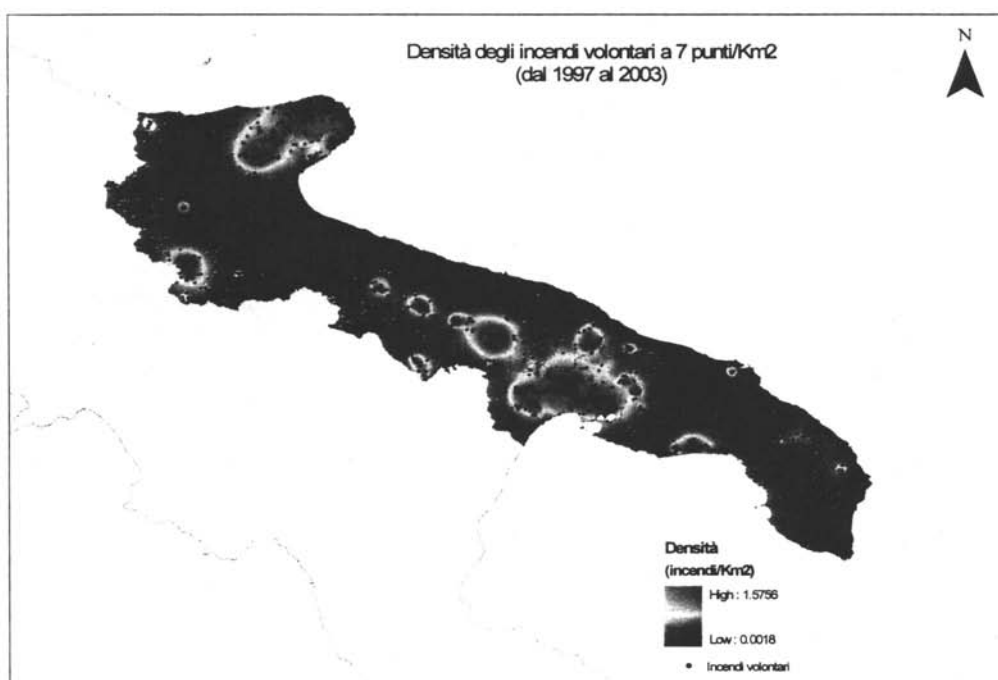 N
Densità degli incendi volontari a 7 punti/Km2
(dal 1997 al 2003)
Densità
(incendi/Km2)
High : 1.5756
Low : 0.0018
Incendi volontari